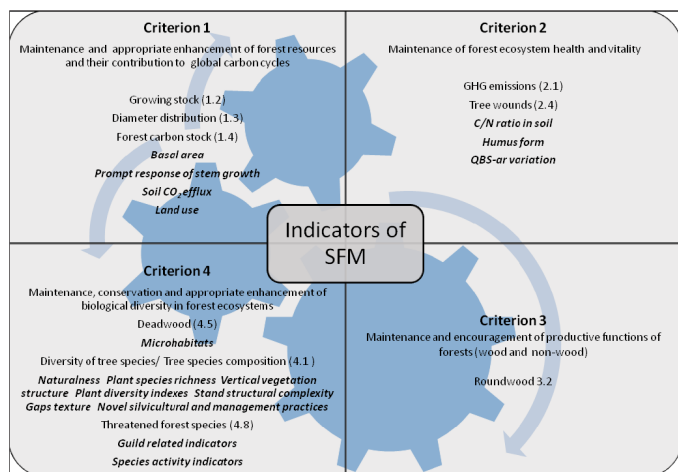 Criterion 1
Maintenance and appropriate enhancement of forest resources
and their contribution to global carbon cycles
Growing stock (1.2)
Diameter distribution (1.3)
Forest carbon stock (1.4)
Basal area
Prompt response of stem growth
Soil CO₂ efflux
Land use
Criterion 2
Maintenance of forest ecosystem health and vitality
GHG emissions (2.1)
Tree wounds (2.4)
C/N ratio in soil
Humus form
QBS-ar variation
Indicators of
SFM
Criterion 4
Maintenance, conservation and appropriate enhancement of
biological diversity in forest ecosystems
Deadwood (4.5)
Microhabitats
Diversity of tree species/ Tree species composition (4.1)
Naturalness Plant species richness Vertical vegetation
structure Plant diversity indexes Stand structural complexity
Gaps texture Novel silvicultural and management practices
Threatened forest species (4.8)
Guild related indicators
Species activity indicators
Criterion 3
Maintenance and encouragement of productive functions of
forests (wood and non-wood)
Roundwood 3.2